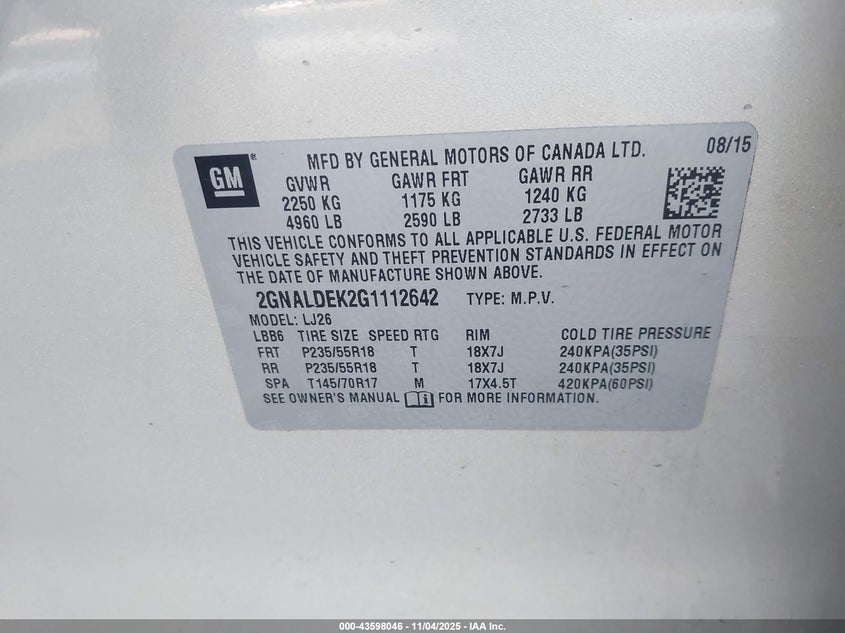 GM®
MFD BY GENERAL MOTORS OF CANADA LTD. 08/15
GVWR GAWR FRT GAWR RR
2250 KG 1175 KG 1240 KG
4960 LB 2590 LB 2733 LB
THIS VEHICLE CONFORMS TO ALL APPLICABLE U.S. FEDERAL MOTOR
VEHICLE SAFETY AND THEFT PREVENTION STANDARDS IN EFFECT ON
THE DATE OF MANUFACTURE SHOWN ABOVE.
2GNALDEK2G1112642 TYPE: M.P.V.
MODEL: LJ26
LBB6 TIRE SIZE SPEED RTG RIM COLD TIRE PRESSURE
FRT P235/55R18 T 18X7J 240KPA(35PSI)
RR P235/55R18 T 18X7J 240KPA(35PSI)
SPA T145/70R17 M 17X4.5T 420KPA(60PSI)
SEE OWNER'S MANUAL i FOR MORE INFORMATION.
000-43598046 - 11/04/2025 - IAA Inc.